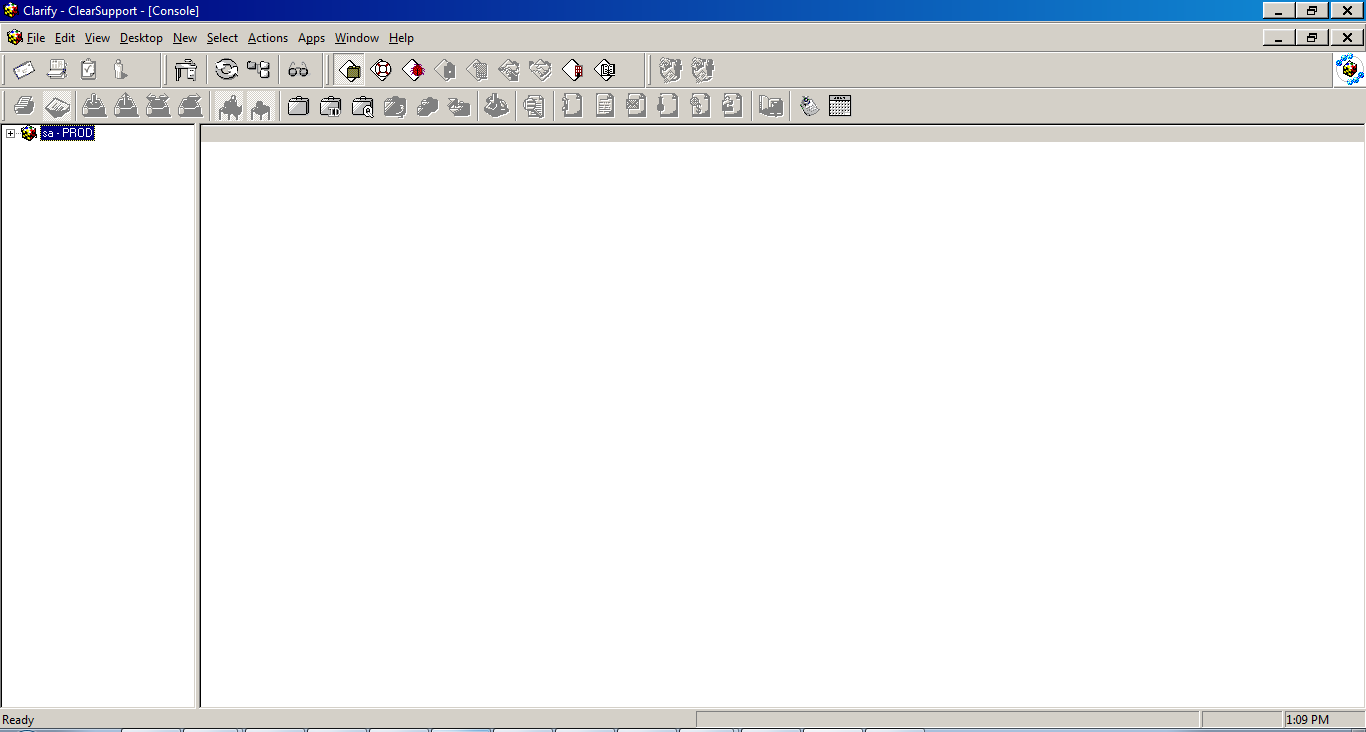 Clarify - ClearSupport - [Console]
File Edit View Desktop New Select Actions Apps Window Help
sa - PROD
Ready
1:09 PM